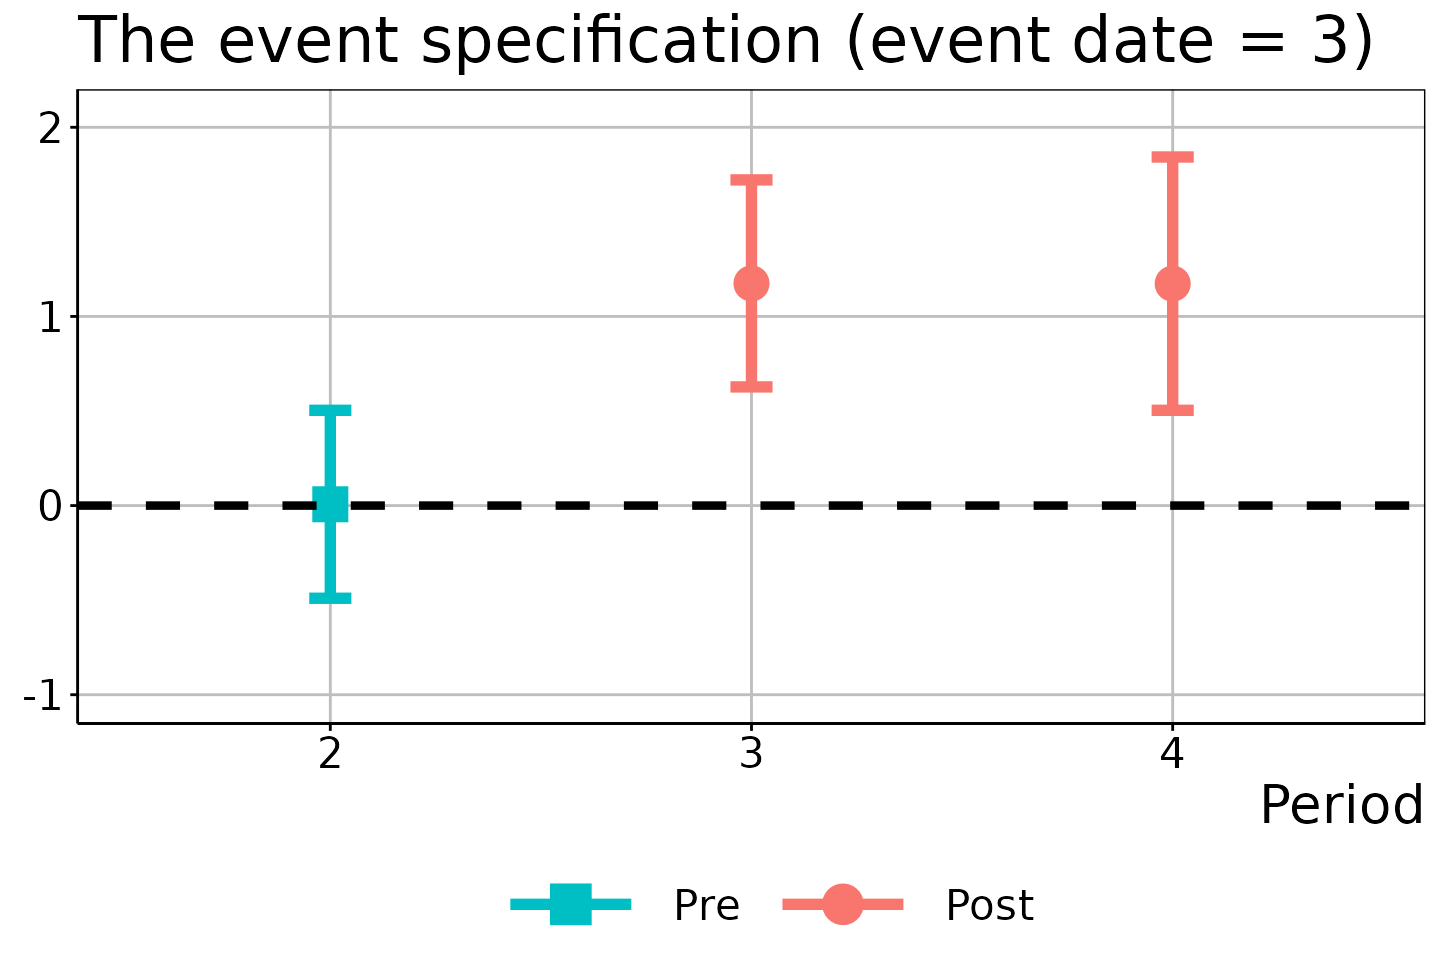 The event specification (event date = 3)
2
1
0
-1
2 3 4
Period
Pre Post